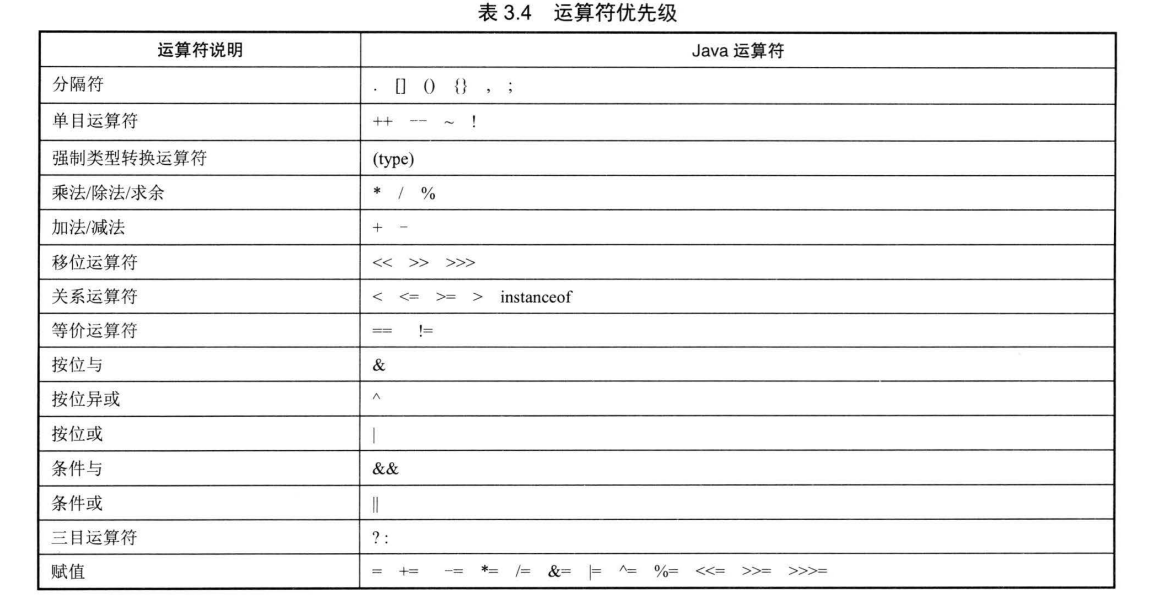 表 3.4 运算符优先级
运算符说明 Java 运算符
分隔符 . [] () {} , ;
单目运算符 ++ -- ~ !
强制类型转换运算符 (type)
乘法/除法/求余 * / %
加法/减法 + -
移位运算符 << >> >>>
关系运算符 < <= >= > instanceof
等价运算符 == !=
按位与 &
按位异或 ^
按位或 |
条件与 &&
条件或 ||
三目运算符 ? :
赋值 = += -= *= /= &= |= ^= %= <<= >>= >>>=